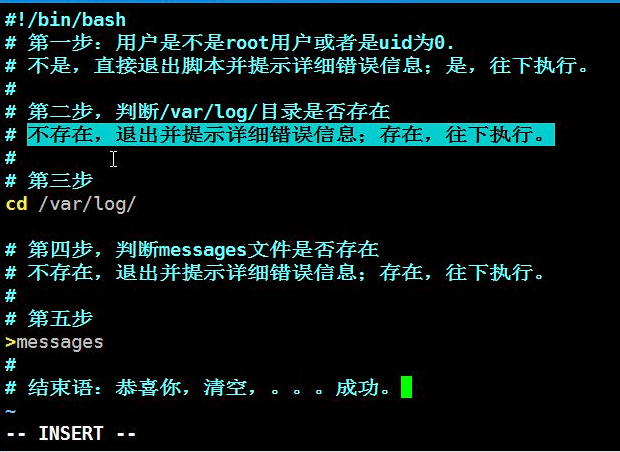 #!/bin/bash
# 第一步：用户是不是root用户或者是uid为0.
# 不是，直接退出脚本并提示详细错误信息；是，往下执行。
#
# 第二步，判断/var/log/目录是否存在
# 不存在，退出并提示详细错误信息；存在，往下执行。
#
# 第三步
cd /var/log/
# 第四步，判断messages文件是否存在
# 不存在，退出并提示详细错误信息；存在，往下执行。
#
# 第五步
>messages
#
# 结束语：恭喜你，清空，。。。成功。
~
-- INSERT --